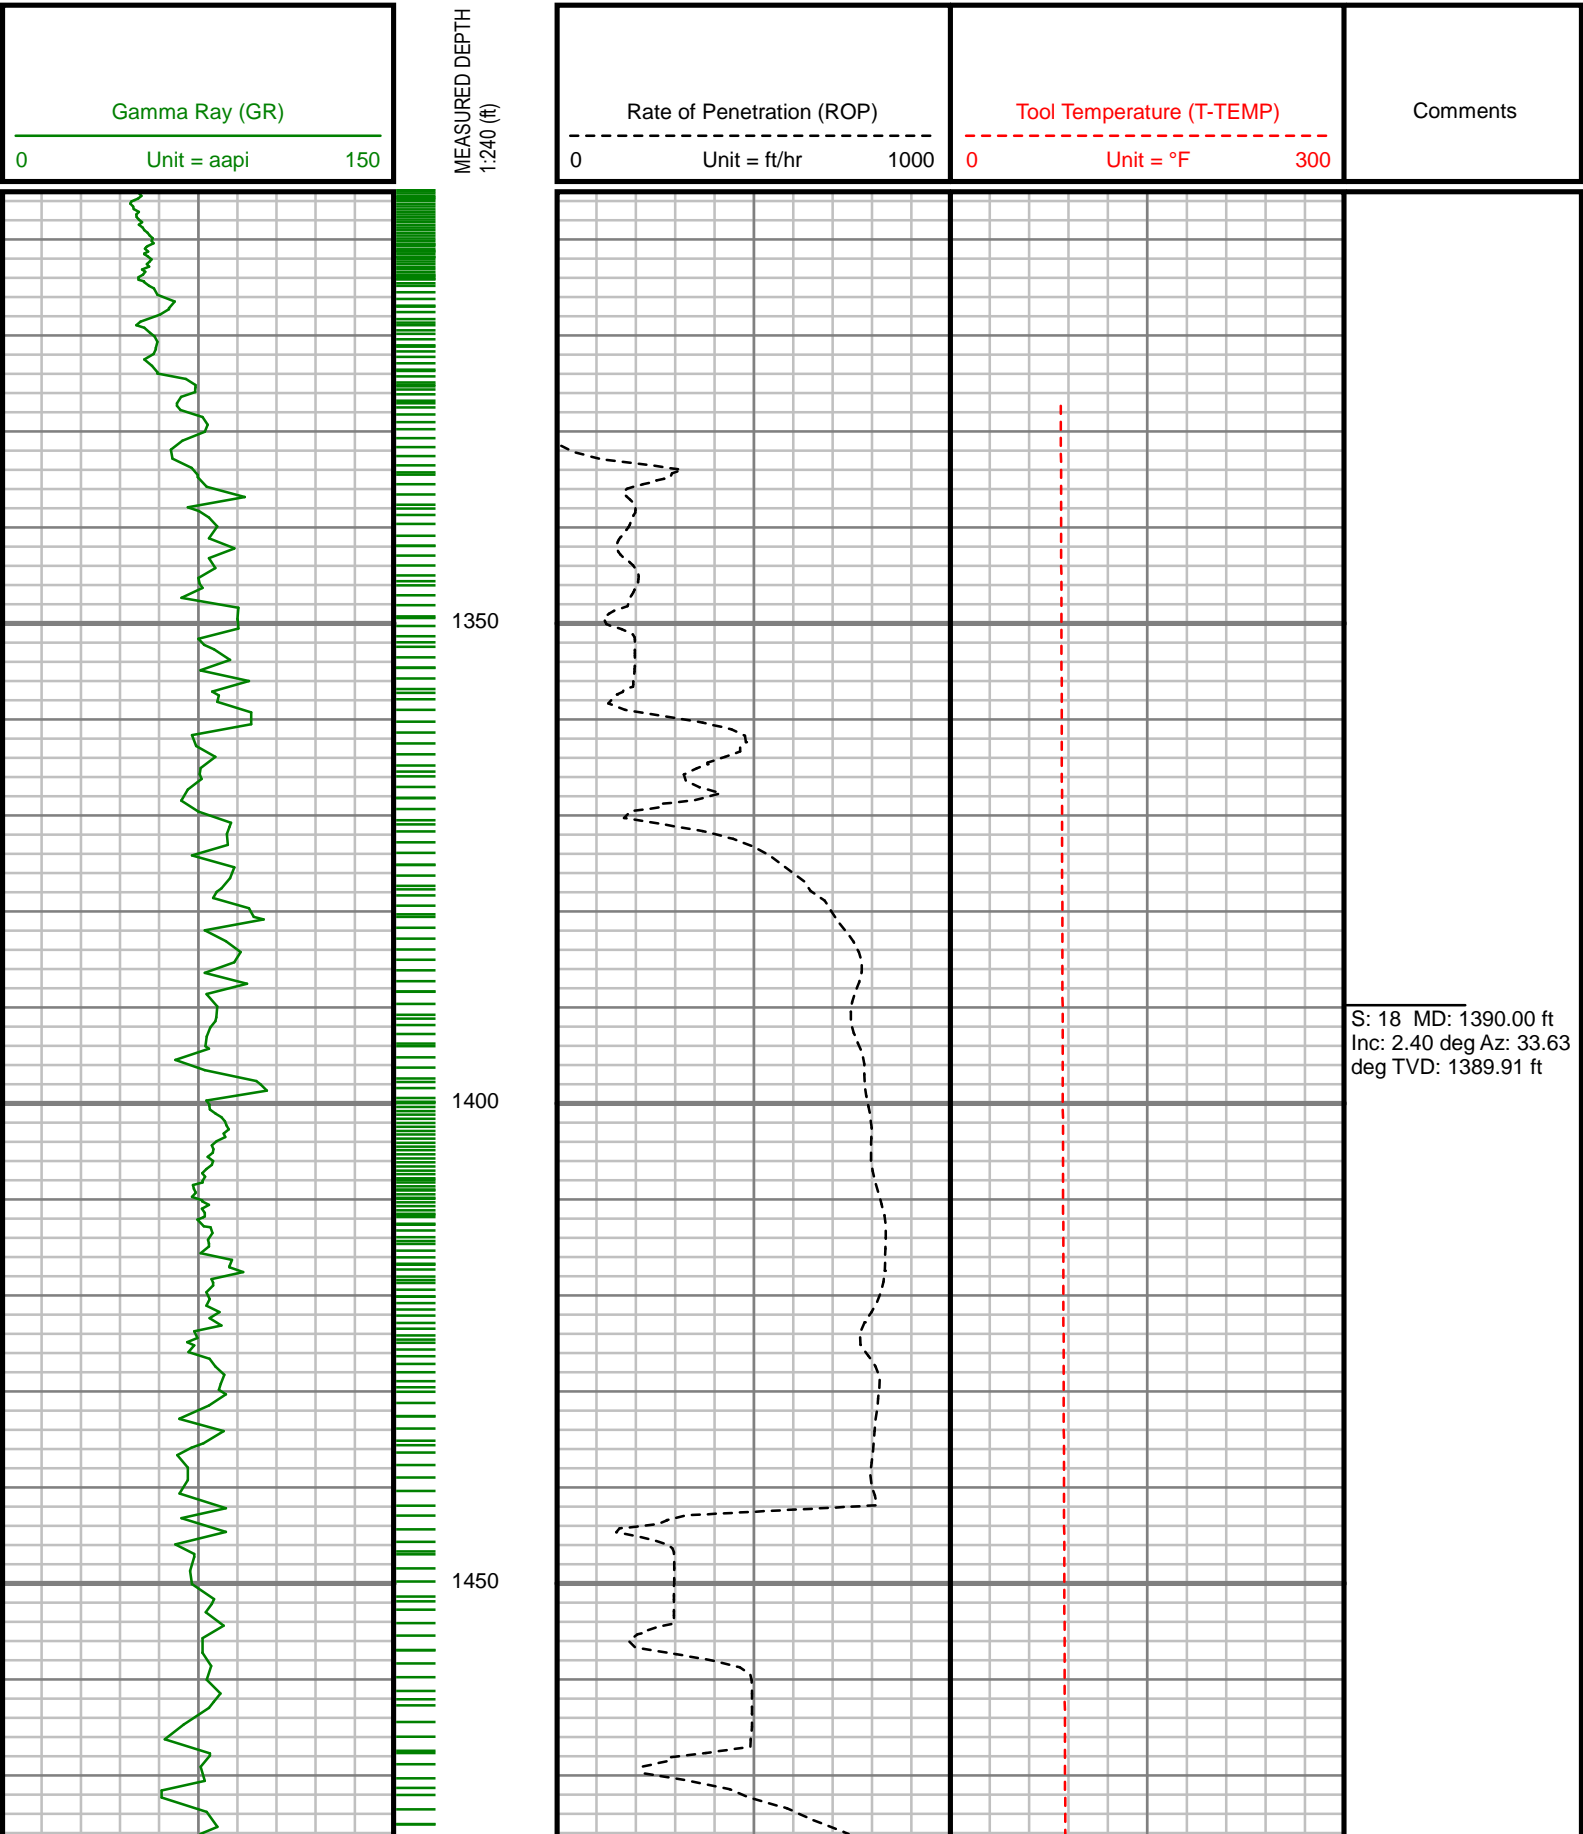 Gamma Ray (GR)
0 Unit = aapi 150
MEASURED DEPTH
1:240 (ft)
Rate of Penetration (ROP)
0 Unit = ft/hr 1000
Tool Temperature (T-TEMP)
0 Unit = °F 300
Comments
1350
S: 18 MD: 1390.00 ft
Inc: 2.40 deg Az: 33.63
deg TVD: 1389.91 ft
1400
1450